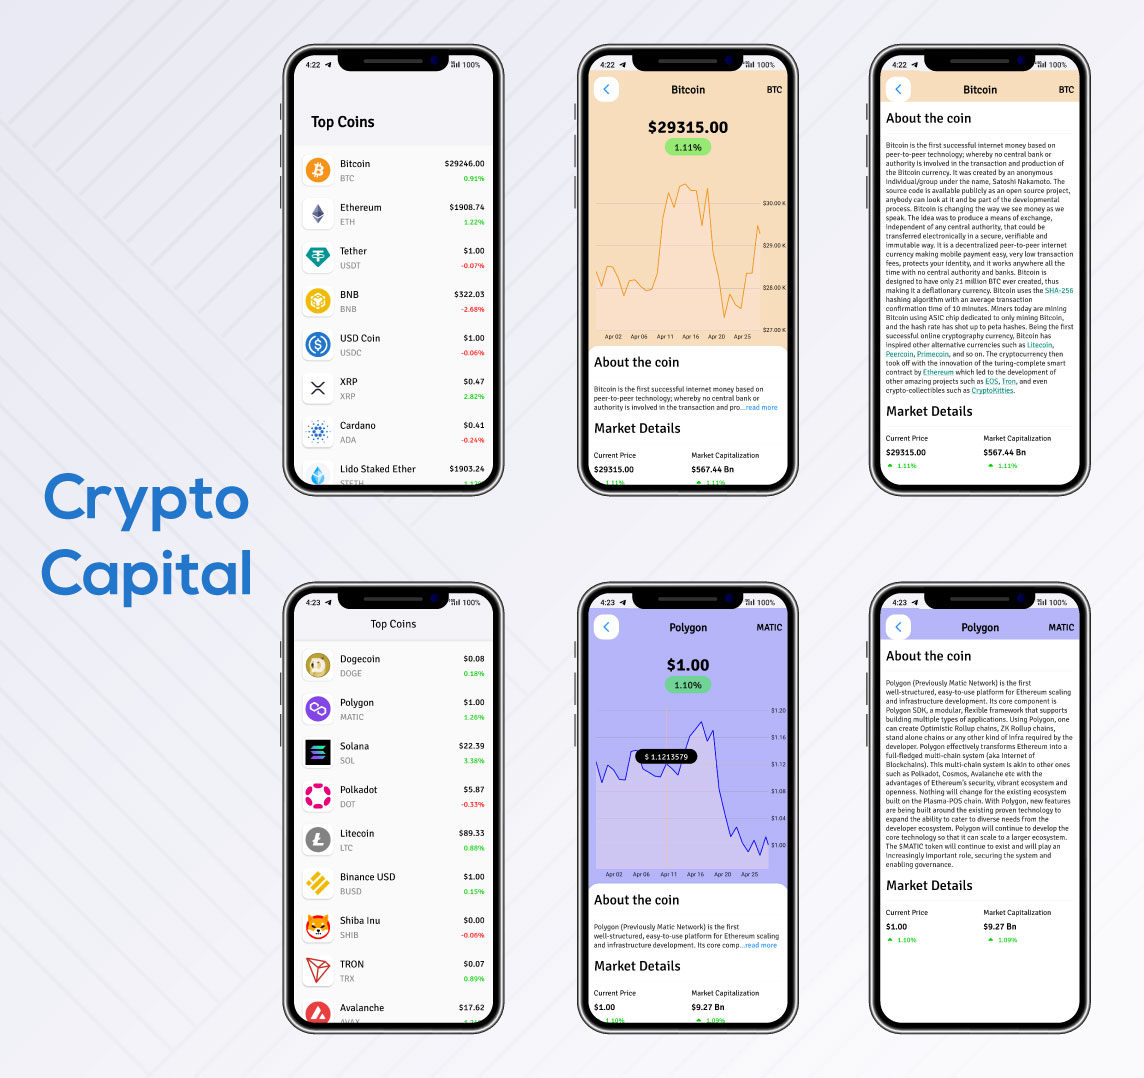 4:22 100%
Top Coins
Bitcoin $29246.00
BTC 0.91%
Ethereum $1908.74
ETH 1.22%
Tether $1.00
USDT -0.07%
BNB $322.03
BNB -2.68%
USD Coin $1.00
USDC -0.06%
XRP $0.47
XRP 2.82%
Cardano $0.41
ADA -0.24%
Lido Staked Ether $1903.24
STETH
4:22 100%
Bitcoin BTC
$29315.00
1.11%
$30.00 K
$29.00 K
$28.00 K
$27.00 K
Apr 02 Apr 06 Apr 11 Apr 16 Apr 20 Apr 25
About the coin
Bitcoin is the first successful internet money based on
peer-to-peer technology; whereby no central bank or
authority is involved in the transaction and pro...read more
Market Details
Current Price Market Capitalization
$29315.00 $567.44 Bn
1.11% 1.11%
4:22 100%
Bitcoin BTC
About the coin
Bitcoin is the first successful internet money based on
peer-to-peer technology; whereby no central bank or
authority is involved in the transaction and production of
the Bitcoin currency. It was created by an anonymous
individual/group under the name, Satoshi Nakamoto. The
source code is available publicly as an open source project,
anybody can look at it and be part of the developmental
process. Bitcoin is changing the way we see money as we
speak. The idea was to produce a means of exchange,
independent of any central authority, that could be
transferred electronically in a secure, verifiable and
immutable way. It is a decentralized peer-to-peer internet
currency making mobile payment easy, very low transaction
fees, protects your identity, and it works anywhere all the
time with no central authority and banks. Bitcoin is
designed to have only 21 million BTC ever created, thus
making it a deflationary currency. Bitcoin uses the SHA-256
hashing algorithm with an average transaction
confirmation time of 10 minutes. Miners today are mining
Bitcoin using ASIC chip dedicated to only mining Bitcoin,
and the hash rate has shot up to peta hashes. Being the first
successful online cryptography currency, Bitcoin has
inspired other alternative currencies such as Litecoin,
Peercoin, Primecoin, and so on. The cryptocurrency then
took off with the innovation of the turing-complete smart
contract by Ethereum which led to the development of
other amazing projects such as EOS, Tron, and even
crypto-collectibles such as CryptoKitties.
Market Details
Current Price Market Capitalization
$29315.00 $567.44 Bn
1.11% 1.11%
Crypto
Capital
4:23 100%
Top Coins
Dogecoin $0.08
DOGE 0.18%
Polygon $1.00
MATIC 1.26%
Solana $22.39
SOL 3.38%
Polkadot $5.87
DOT -0.33%
Litecoin $89.33
LTC 0.88%
Binance USD $1.00
BUSD 0.15%
Shiba Inu $0.00
SHIB -0.06%
TRON $0.07
TRX 0.89%
Avalanche $17.62
AVAX
4:23 100%
Polygon MATIC
$1.00
1.10%
$1.20
$1.16
$ 1.1213579
$1.12
$1.08
$1.04
$1.00
Apr 02 Apr 06 Apr 11 Apr 16 Apr 20 Apr 25
About the coin
Polygon (Previously Matic Network) is the first
well-structured, easy-to-use platform for Ethereum scaling
and infrastructure development. Its core comp...read more
Market Details
Current Price Market Capitalization
$1.00 $9.27 Bn
1.10% 1.09%
4:23 100%
Polygon MATIC
About the coin
Polygon (Previously Matic Network) is the first
well-structured, easy-to-use platform for Ethereum scaling
and infrastructure development. Its core component is
Polygon SDK, a modular, flexible framework that supports
building multiple types of applications. Using Polygon, one
can create Optimistic Rollup chains, ZK Rollup chains,
stand alone chains or any other kind of infra required by the
developer. Polygon effectively transforms Ethereum into a
full-fledged multi-chain system (aka Internet of
Blockchains). This multi-chain system is akin to other ones
such as Polkadot, Cosmos, Avalanche etc with the
advantages of Ethereum's security, vibrant ecosystem and
openness. Nothing will change for the existing ecosystem
built on the Plasma-POS chain. With Polygon, new features
are being built around the existing proven technology to
expand the ability to cater to diverse needs from the
developer ecosystem. Polygon will continue to develop the
core technology so that it can scale to a larger ecosystem.
The $MATIC token will continue to exist and will play an
increasingly important role, securing the system and
enabling governance.
Market Details
Current Price Market Capitalization
$1.00 $9.27 Bn
1.10% 1.09%